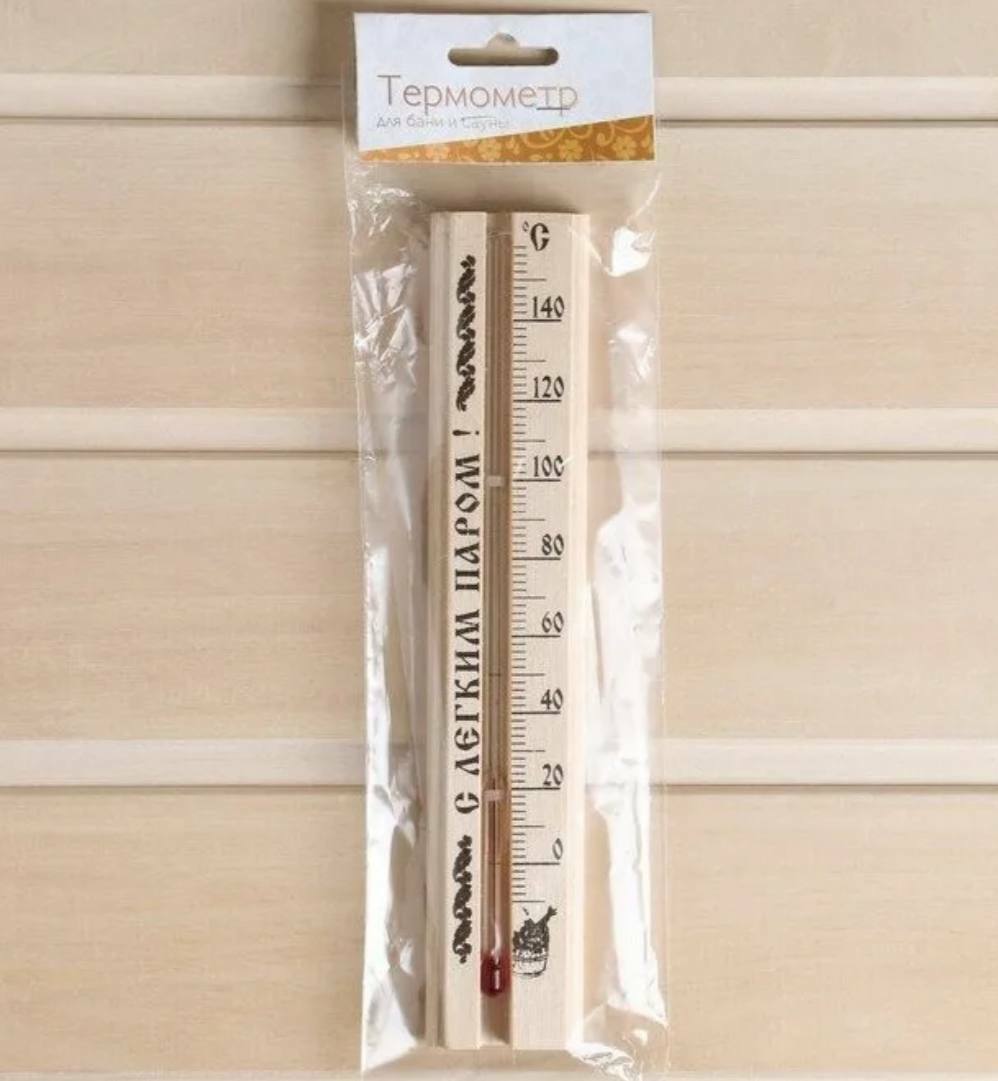 Термометр
для бани и сауны
С ЛЕГКИМ ПАРОМ !
°C
140
120
100
80
60
40
20
0